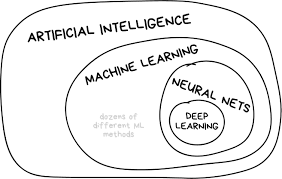 ARTIFICIAL INTELLIGENCE
MACHINE LEARNING
NEURAL NETS
DEEP
LEARNING
dozens of
different ML
methods